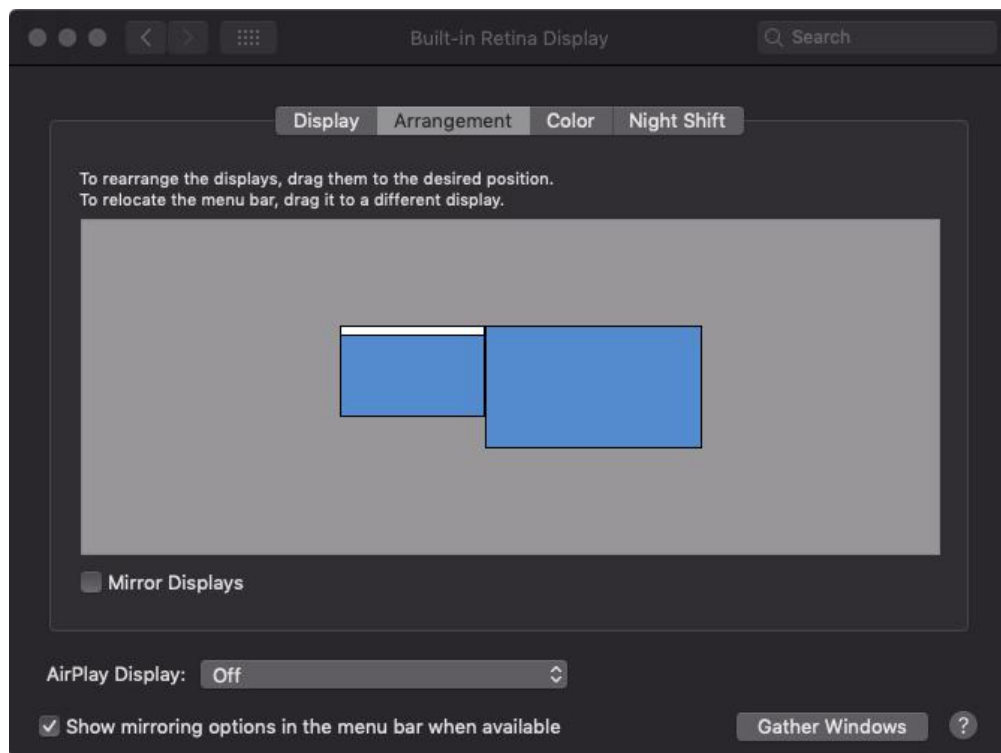 Built-in Retina Display
Search
Display Arrangement Color Night Shift
To rearrange the displays, drag them to the desired position.
To relocate the menu bar, drag it to a different display.
Mirror Displays
AirPlay Display: Off
Show mirroring options in the menu bar when available
Gather Windows ?